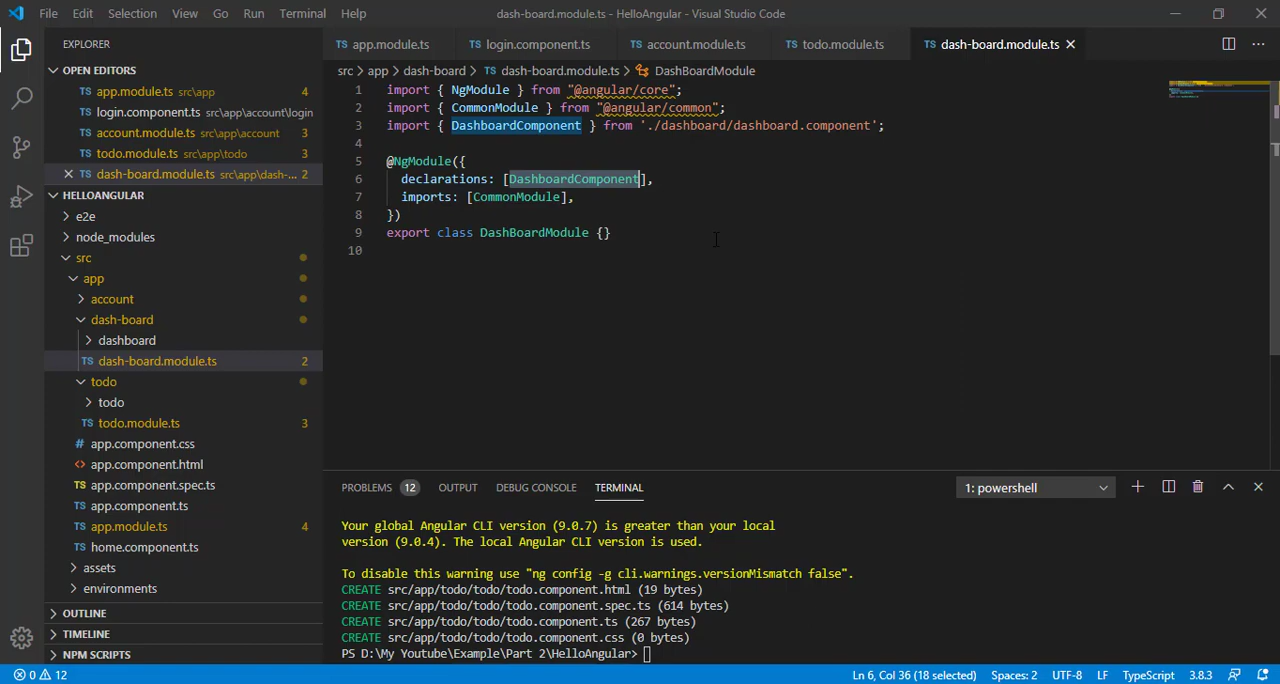 File Edit Selection View Go Run Terminal Help dash-board.module.ts - HelloAngular - Visual Studio Code
EXPLORER
OPEN EDITORS
TS app.module.ts src\app 4
TS login.component.ts src\app\account\login
TS account.module.ts src\app\account 3
TS todo.module.ts src\app\todo 3
TS dash-board.module.ts src\app\dash-... 2
HELLOANGULAR
e2e
node_modules
src
app
account
dash-board
dashboard
TS dash-board.module.ts 2
todo
todo
TS todo.module.ts 3
# app.component.css
<> app.component.html
TS app.component.spec.ts
TS app.component.ts
TS app.module.ts 4
TS home.component.ts
assets
environments
OUTLINE
TIMELINE
NPM SCRIPTS
TS app.module.ts TS login.component.ts TS account.module.ts TS todo.module.ts TS dash-board.module.ts
src > app > dash-board > TS dash-board.module.ts > DashBoardModule
1 import { NgModule } from "@angular/core";
2 import { CommonModule } from "@angular/common";
3 import { DashboardComponent } from './dashboard/dashboard.component';
4
5 @NgModule({
6 declarations: [DashboardComponent],
7 imports: [CommonModule],
8 })
9 export class DashBoardModule {}
10
PROBLEMS 12 OUTPUT DEBUG CONSOLE TERMINAL 1: powershell
Your global Angular CLI version (9.0.7) is greater than your local
version (9.0.4). The local Angular CLI version is used.
To disable this warning use "ng config -g cli.warnings.versionMismatch false".
CREATE src/app/todo/todo/todo.component.html (19 bytes)
CREATE src/app/todo/todo/todo.component.spec.ts (614 bytes)
CREATE src/app/todo/todo/todo.component.ts (267 bytes)
CREATE src/app/todo/todo/todo.component.css (0 bytes)
PS D:\My Youtube\Example\Part 2\HelloAngular>
0 12 Ln 6, Col 36 (18 selected) Spaces: 2 UTF-8 LF TypeScript 3.8.3